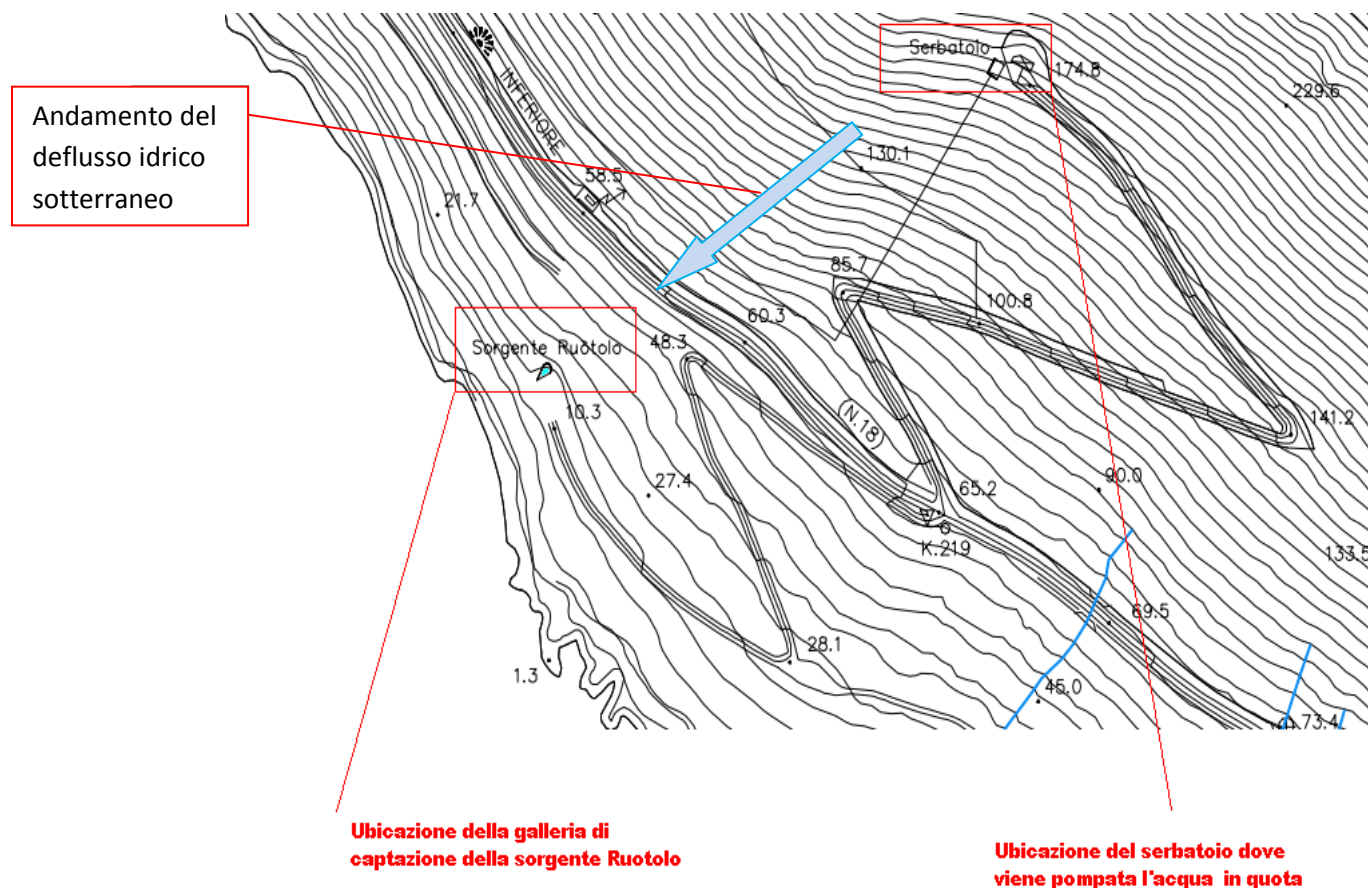 Serbatoio
174.8
229.6
Andamento del
deflusso idrico
sotterraneo
INFERIORE
130.1
58.5
21.7
85.7
100.8
60.3
Sorgente Ruotolo
48.3
10.3
N.18
141.2
27.4
65.2
90.0
K.219
133.5
69.5
28.1
1.3
45.0
73.4
Ubicazione della galleria di
captazione della sorgente Ruotolo
Ubicazione del serbatoio dove
viene pompata l'acqua in quota